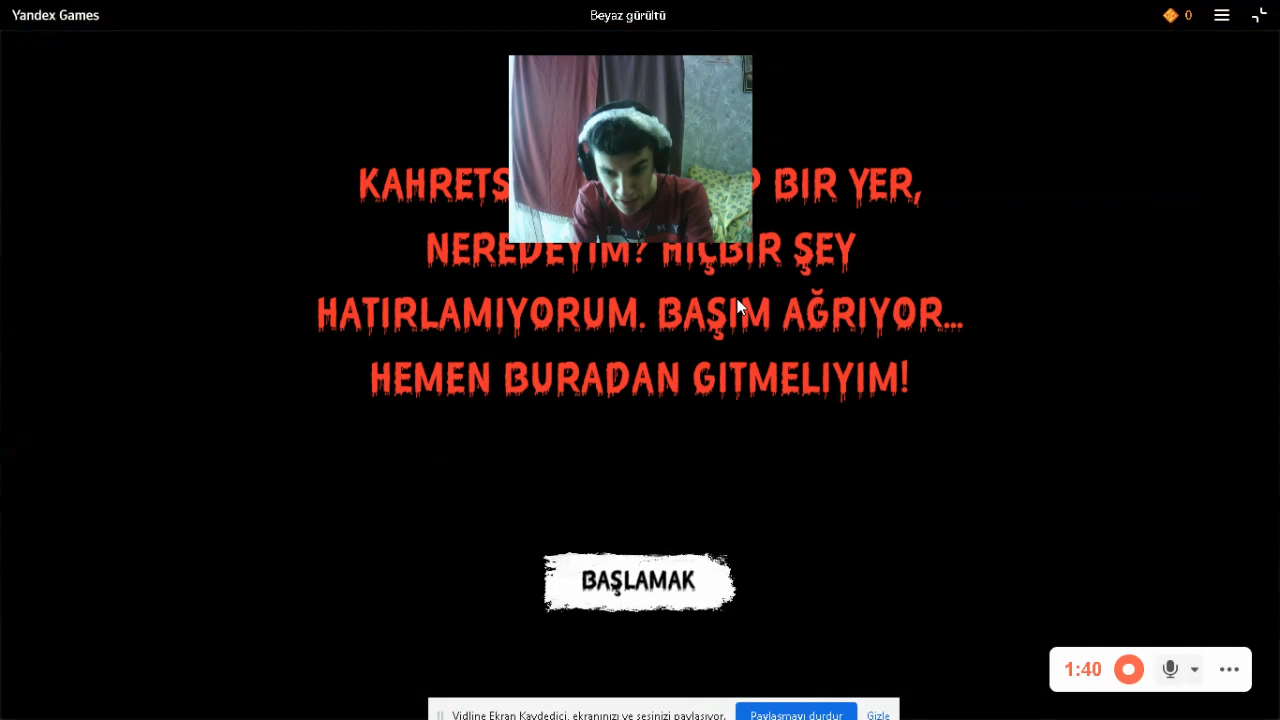 Yandex Games
Beyaz gürültü
0
BIR YER,
NEREDEYIM? HIÇBIR ŞEY
HATIRLAMIYORUM. BAŞIM AĞRIYOR...
HEMEN BURADAN GITMELIYIM!
BAŞLAMAK
1:40
Vidline Ekran Kaydedici, ekranınızı ve sesinizi paylaşıyor.
Paylaşmayı durdur
Gizle